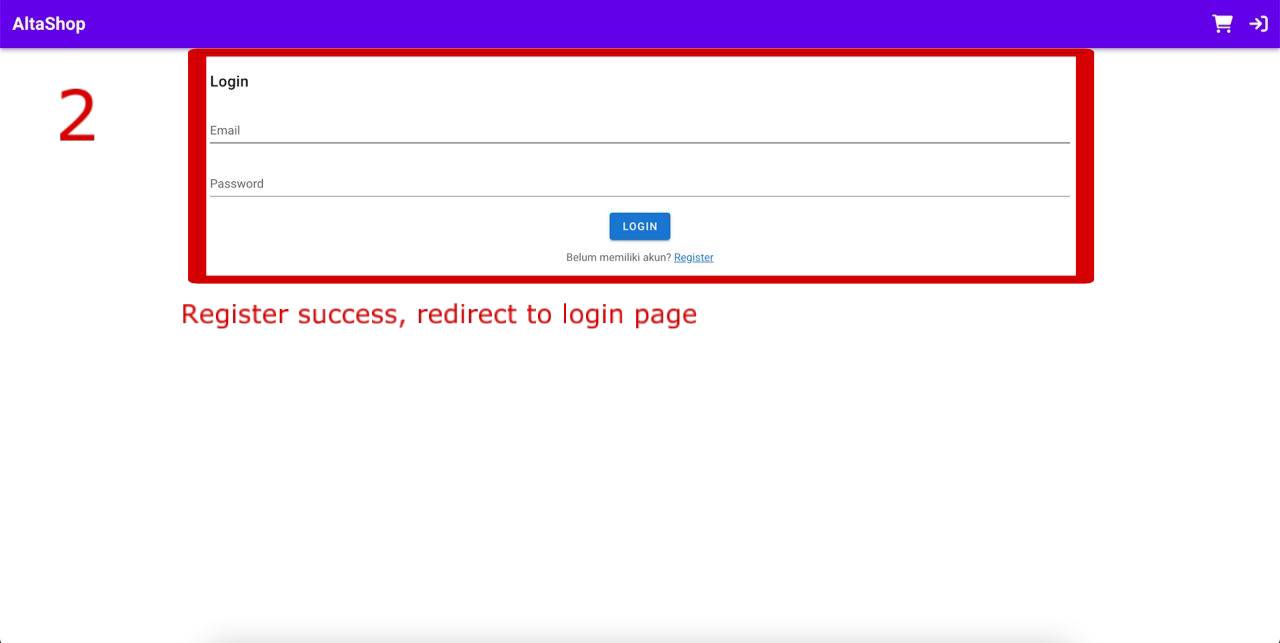 AltaShop
2
Login
Email
Password
LOGIN
Belum memiliki akun? Register
Register success, redirect to login page